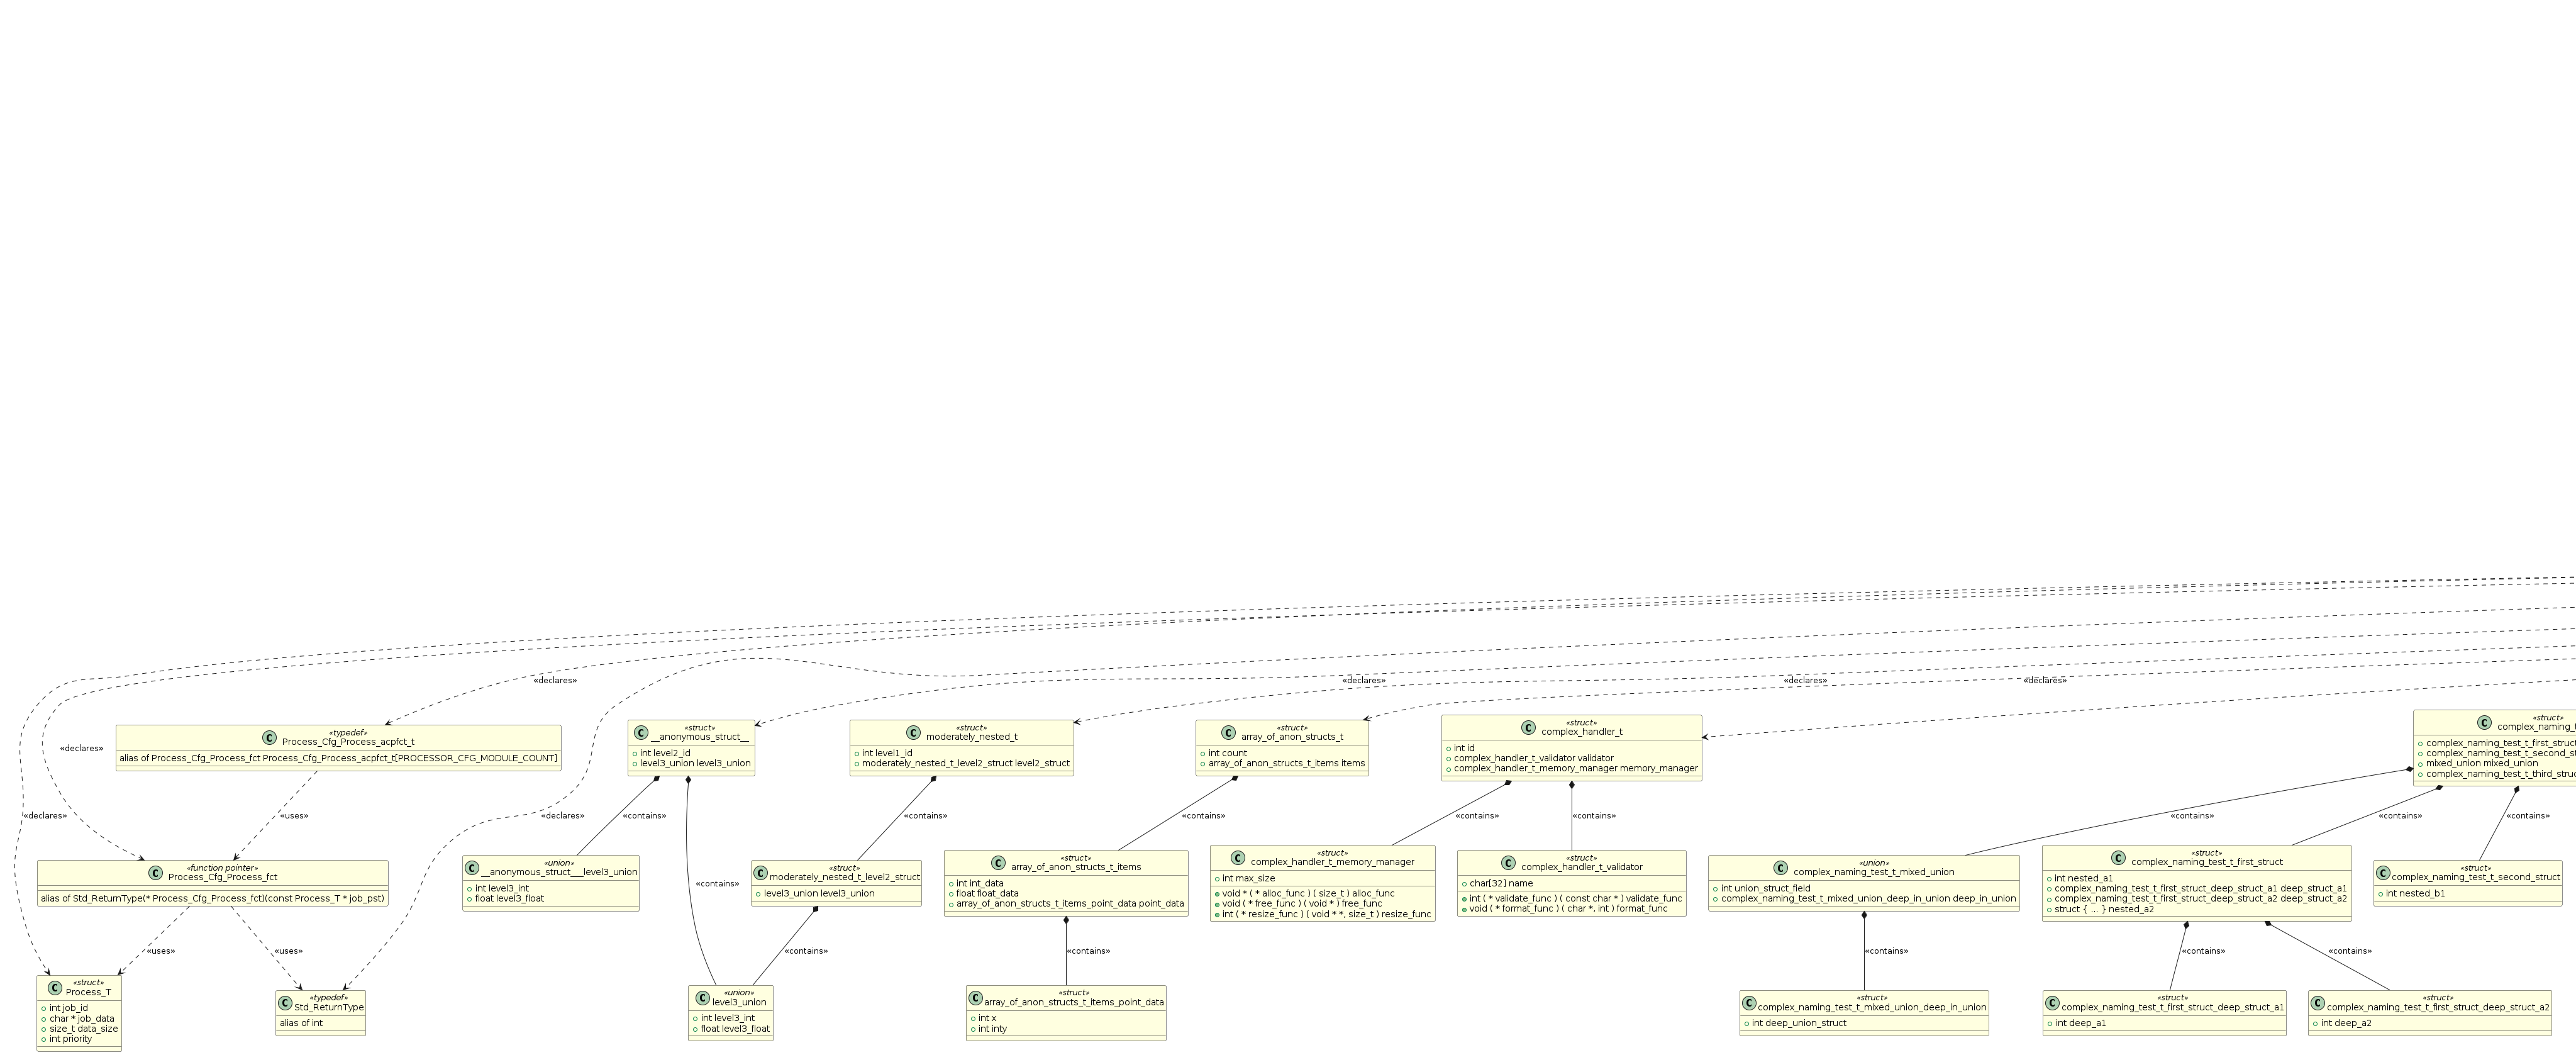 «declares»
«declares»
«declares»
«declares»
«struct»
complex_naming_t
complex_naming_test_t_first_struct
complex_naming_test_t_second_st
mixed_union mixed_union
complex_naming_test_t_third_struc
«struct»
complex_handler_t
int id
complex_handler_t_validator validator
complex_handler_t_memory_manager memory_manager
«struct»
__anonymous_struct__
int level2_id
level3_union level3_union
«struct»
moderately_nested_t
int level1_id
moderately_nested_t_level2_struct level2_struct
«struct»
array_of_anon_structs_t
int count
array_of_anon_structs_t_items items
«typedef»
Process_Cfg_Process_acpfct_t
alias of Process_Cfg_Process_fct Process_Cfg_Process_acpfct_t[PROCESSOR_CFG_MODULE_COUNT]
«declares»
«declares»
«uses»
«declares»
«contains»
«contains»
«contains»
«contains»
«contains»
«contains»
«contains»
«contains»
«contains»
«function pointer»
Process_Cfg_Process_fct
alias of Std_ReturnType(* Process_Cfg_Process_fct)(const Process_T * job_pst)
«union»
__anonymous_struct___level3_union
int level3_int
float level3_float
«struct»
moderately_nested_t_level2_struct
level3_union level3_union
«struct»
array_of_anon_structs_t_items
int int_data
float float_data
array_of_anon_structs_t_items_point_data point_data
«struct»
complex_handler_t_memory_manager
int max_size
void * ( * alloc_func ) ( size_t ) alloc_func
void ( * free_func ) ( void * ) free_func
int ( * resize_func ) ( void * *, size_t ) resize_func
«struct»
complex_handler_t_validator
char[32] name
int ( * validate_func ) ( const char * ) validate_func
void ( * format_func ) ( char *, int ) format_func
«union»
complex_naming_test_t_mixed_union
int union_struct_field
complex_naming_test_t_mixed_union_deep_in_union deep_in_union
«struct»
complex_naming_test_t_first_struct
int nested_a1
complex_naming_test_t_first_struct_deep_struct_a1 deep_struct_a1
complex_naming_test_t_first_struct_deep_struct_a2 deep_struct_a2
struct { ... } nested_a2
«struct»
complex_naming_test_t_second_struct
int nested_b1
«uses»
«uses»
«contains»
«contains»
«contains»
«contains»
«contains»
«struct»
Process_T
int job_id
char * job_data
size_t data_size
int priority
«typedef»
Std_ReturnType
alias of int
«union»
level3_union
int level3_int
float level3_float
«struct»
array_of_anon_structs_t_items_point_data
int x
int inty
«struct»
complex_naming_test_t_mixed_union_deep_in_union
int deep_union_struct
«struct»
complex_naming_test_t_first_struct_deep_struct_a1
int deep_a1
«struct»
complex_naming_test_t_first_struct_deep_struct_a2
int deep_a2